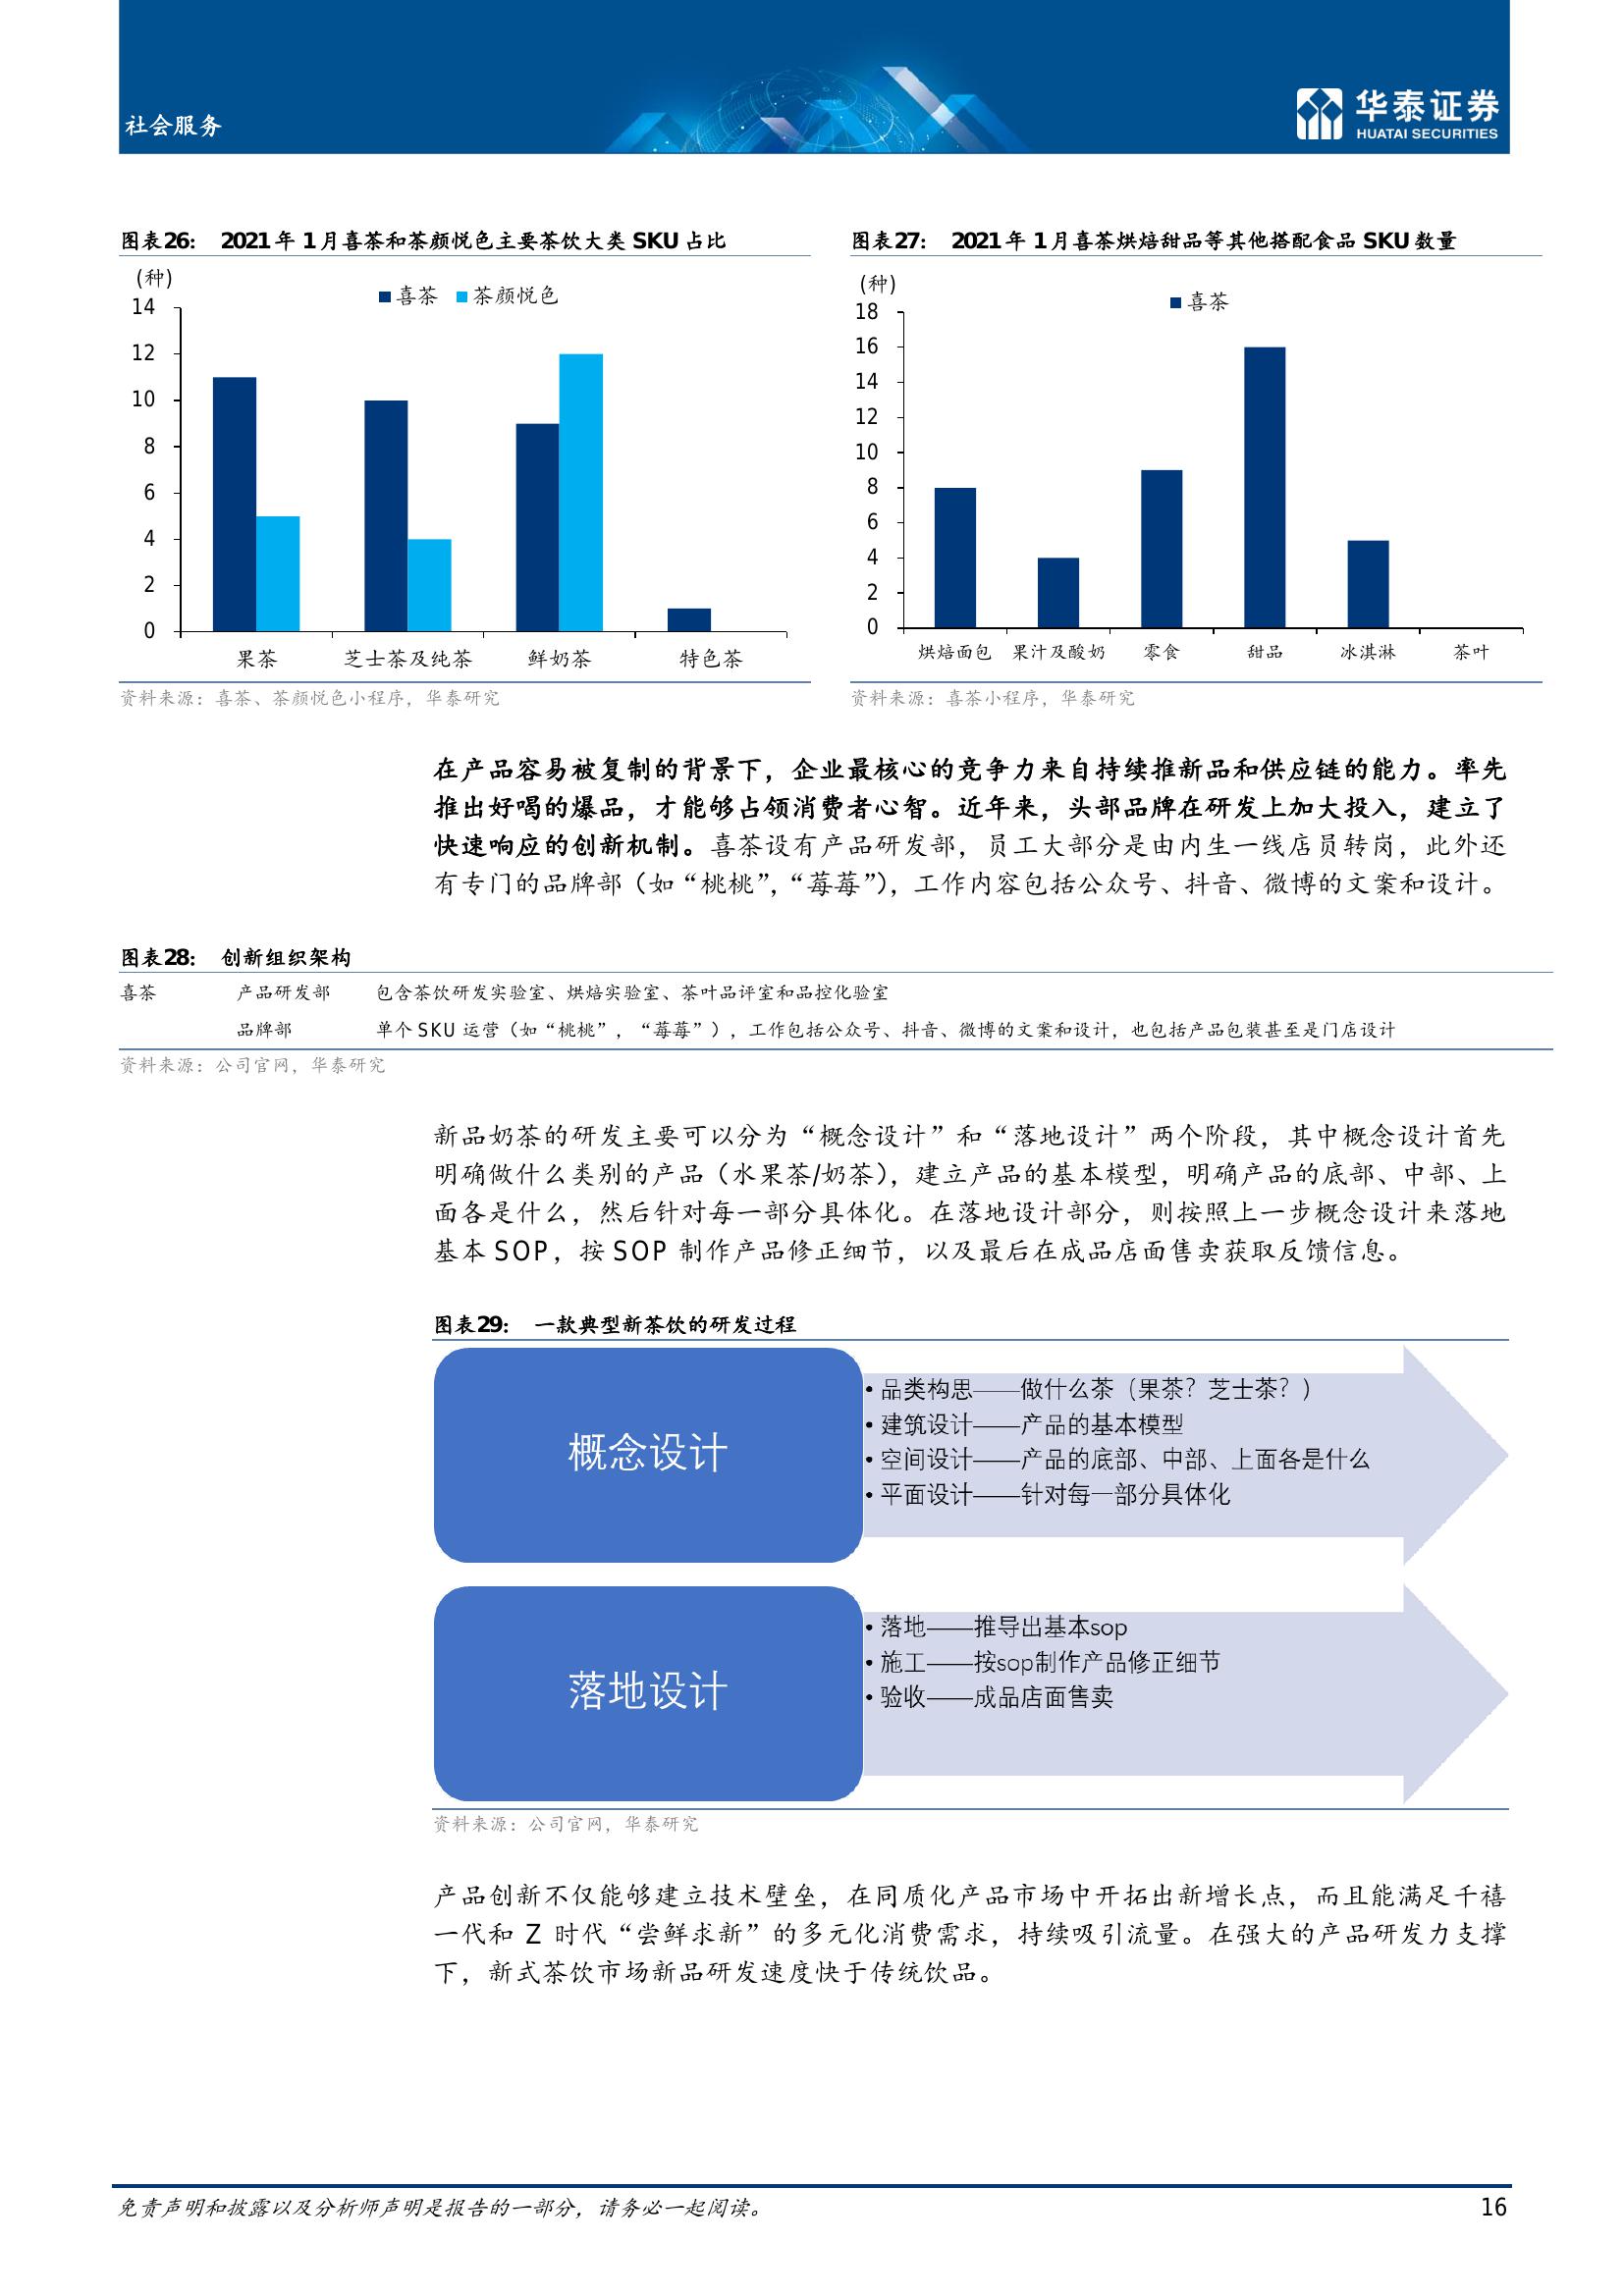 社会服务
华泰证券
HUATAI SECURITIES
图表26： 2021 年 1 月喜茶和茶颜悦色主要茶饮大类 SKU 占比
(种)
喜茶 茶颜悦色
14
12
10
8
6
4
2
0
果茶 芝士茶及纯茶 鲜奶茶 特色茶
资料来源：喜茶、茶颜悦色小程序，华泰研究
图表27： 2021 年 1 月喜茶烘焙甜品等其他搭配食品 SKU 数量
(种)
喜茶
18
16
14
12
10
8
6
4
2
0
烘焙面包 果汁及酸奶 零食 甜品 冰淇淋 茶叶
资料来源：喜茶小程序，华泰研究
在产品容易被复制的背景下，企业最核心的竞争力来自持续推新品和供应链的能力。率先
推出好喝的爆品，才能够占领消费者心智。近年来，头部品牌在研发上加大投入，建立了
快速响应的创新机制。喜茶设有产品研发部，员工大部分是由内生一线店员转岗，此外还
有专门的品牌部（如“桃桃”，“莓莓”），工作内容包括公众号、抖音、微博的文案和设计。
图表28： 创新组织架构
喜茶 产品研发部 包含茶饮研发实验室、烘焙实验室、茶叶品评室和品控化验室
品牌部 单个 SKU 运营（如“桃桃”，“莓莓”），工作包括公众号、抖音、微博的文案和设计，也包括产品包装甚至是门店设计
资料来源：公司官网，华泰研究
新品奶茶的研发主要可以分为“概念设计”和“落地设计”两个阶段，其中概念设计首先
明确做什么类别的产品（水果茶/奶茶），建立产品的基本模型，明确产品的底部、中部、上
面各是什么，然后针对每一部分具体化。在落地设计部分，则按照上一步概念设计来落地
基本 SOP，按 SOP 制作产品修正细节，以及最后在成品店面售卖获取反馈信息。
图表29： 一款典型新茶饮的研发过程
概念设计
• 品类构思——做什么茶（果茶？芝士茶？）
• 建筑设计——产品的基本模型
• 空间设计——产品的底部、中部、上面各是什么
• 平面设计——针对每一部分具体化
落地设计
• 落地——推导出基本sop
• 施工——按sop制作产品修正细节
• 验收——成品店面售卖
资料来源：公司官网，华泰研究
产品创新不仅能够建立技术壁垒，在同质化产品市场中开拓出新增长点，而且能满足千禧
一代和 Z 时代“尝鲜求新”的多元化消费需求，持续吸引流量。在强大的产品研发力支撑
下，新式茶饮市场新品研发速度快于传统饮品。
免责声明和披露以及分析师声明是报告的一部分，请务必一起阅读。
16